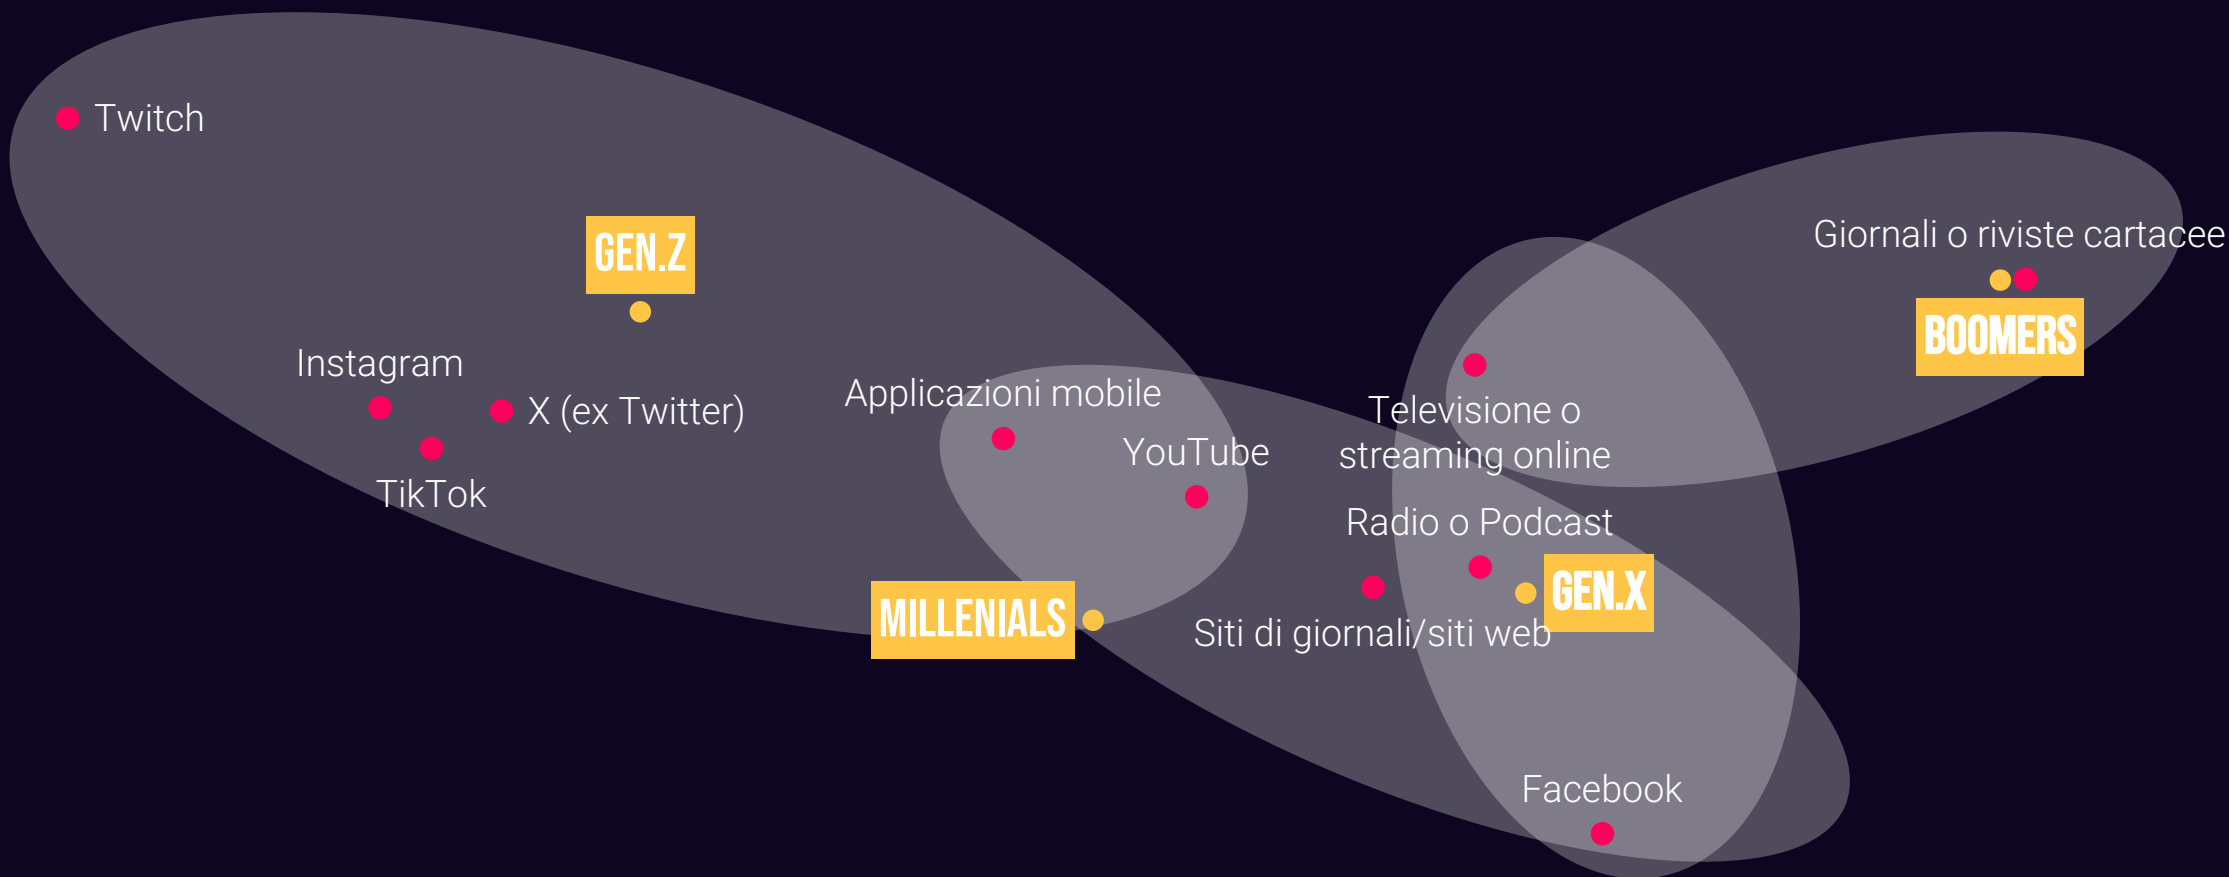 Twitch
GEN.Z
Giornali o riviste cartacee
BOOMERS
Instagram
X (ex Twitter)
TikTok
Applicazioni mobile
YouTube
Televisione o
streaming online
Radio o Podcast
GEN.X
MILLENIALS
Siti di giornali/siti web
Facebook